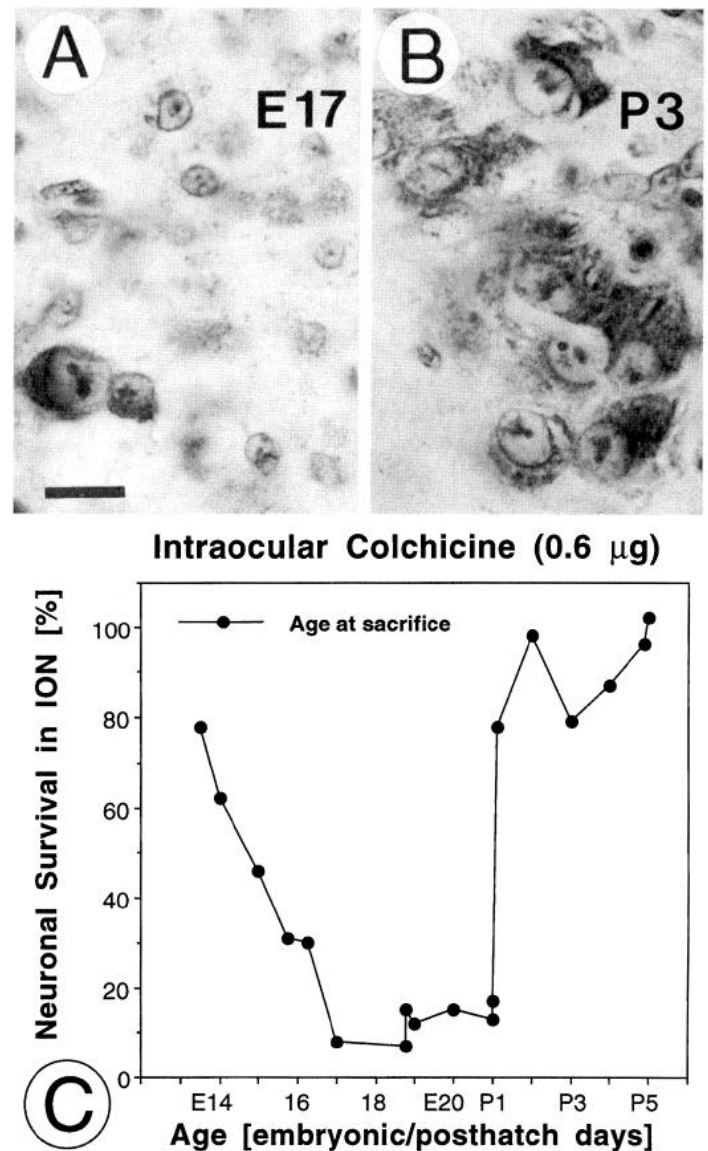 A
E17
B
P3
Intraocular Colchicine (0.6 µg)
Neuronal Survival in ION [%]
100
80
60
40
20
0
Age at sacrifice
E14 16 18 E20 P1 P3 P5
Age [embryonic/posthatch days]
C